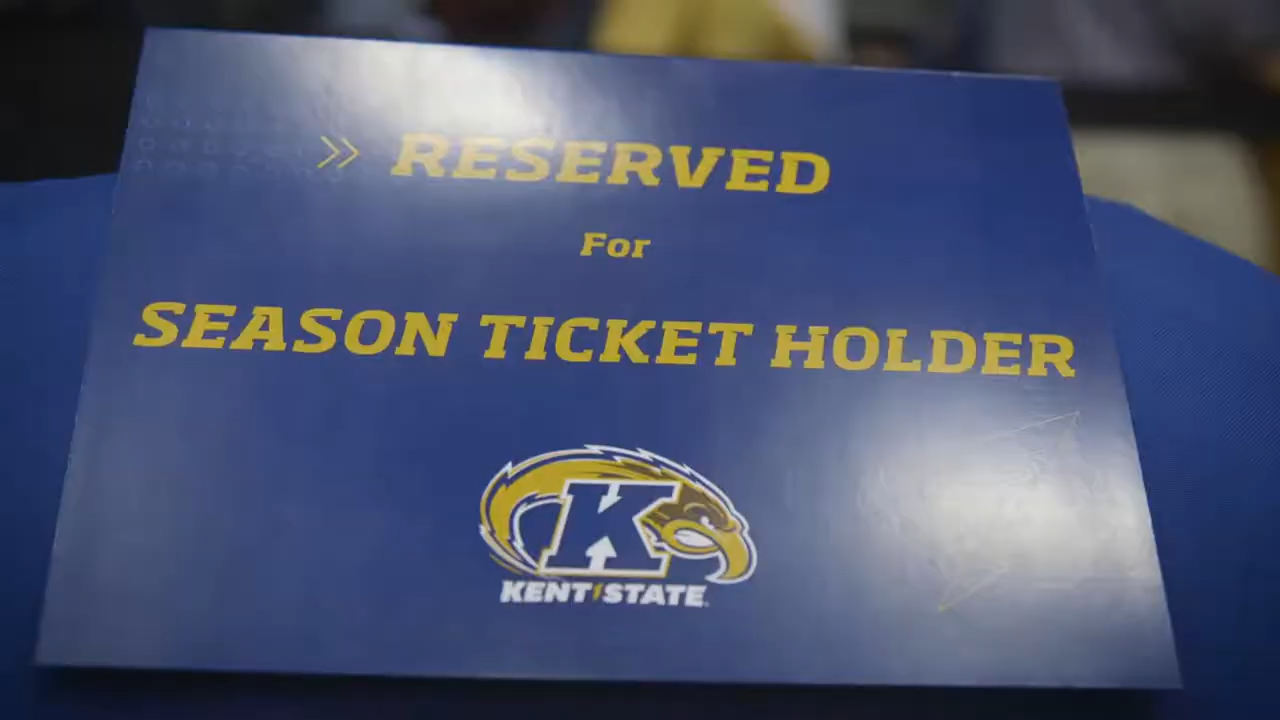 » RESERVED
For
SEASON TICKET HOLDER
K
KENT STATE